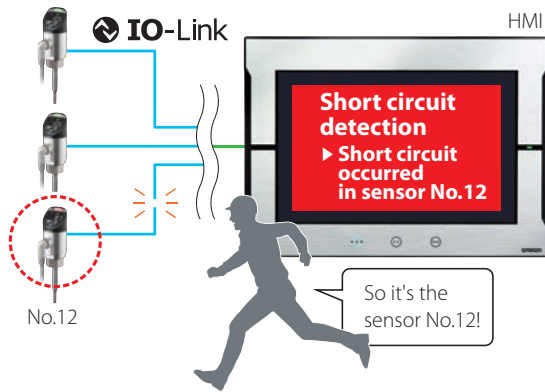 IO-Link
HMI
Short circuit
detection
▶ Short circuit
occurred
in sensor No.12
OMRON
So it's the
sensor No.12!
No.12